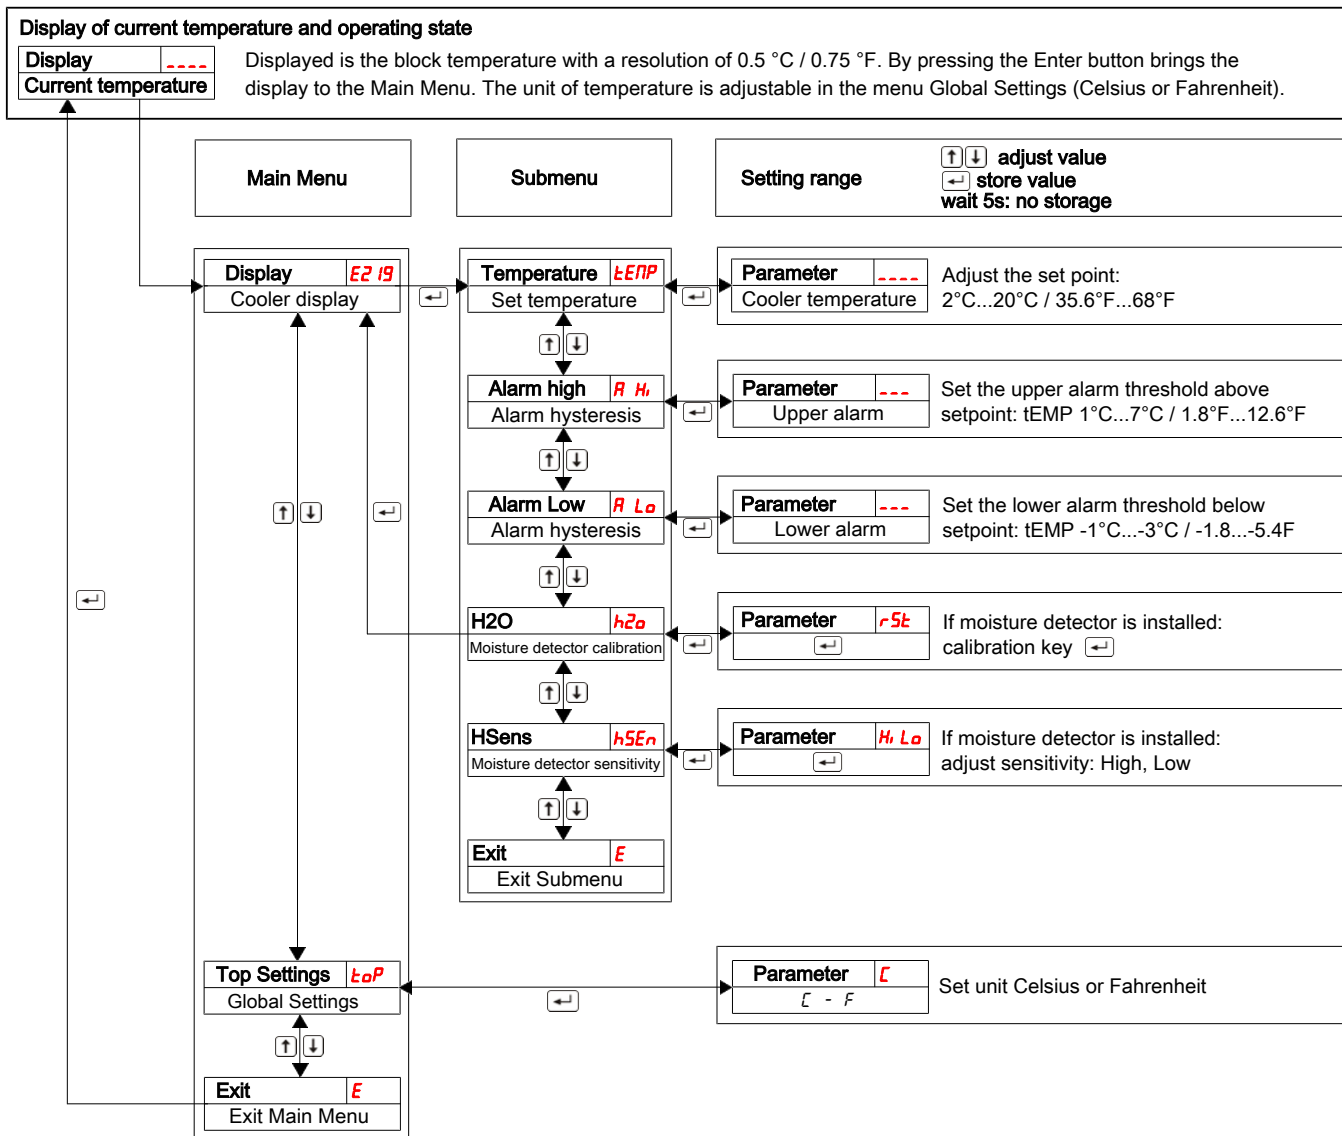 Display of current temperature and operating state
Display ----
Current temperature
Displayed is the block temperature with a resolution of 0.5 °C / 0.75 °F. By pressing the Enter button brings the
display to the Main Menu. The unit of temperature is adjustable in the menu Global Settings (Celsius or Fahrenheit).
Main Menu
Submenu
Setting range
↑ ↓ adjust value
↵ store value
wait 5s: no storage
Display E219
Cooler display
↵
Temperature tEMP
Set temperature
↵
Parameter ----
Cooler temperature
Adjust the set point:
2°C...20°C / 35.6°F...68°F
↑ ↓
Alarm high A Hi
Alarm hysteresis
↵
Parameter ---
Upper alarm
Set the upper alarm threshold above
setpoint: tEMP 1°C...7°C / 1.8°F...12.6°F
↑ ↓
Alarm Low A Lo
Alarm hysteresis
↵
Parameter ---
Lower alarm
Set the lower alarm threshold below
setpoint: tEMP -1°C...-3°C / -1.8...-5.4F
↑ ↓
↵
↑ ↓
↵
H2O h2o
Moisture detector calibration
↵
Parameter rSt
↵
If moisture detector is installed:
calibration key ↵
↑ ↓
HSens hSEn
Moisture detector sensitivity
↵
Parameter Hi Lo
↵
If moisture detector is installed:
adjust sensitivity: High, Low
↑ ↓
Exit E
Exit Submenu
Top Settings toP
Global Settings
↵
Parameter C
C - F
Set unit Celsius or Fahrenheit
↑ ↓
Exit E
Exit Main Menu